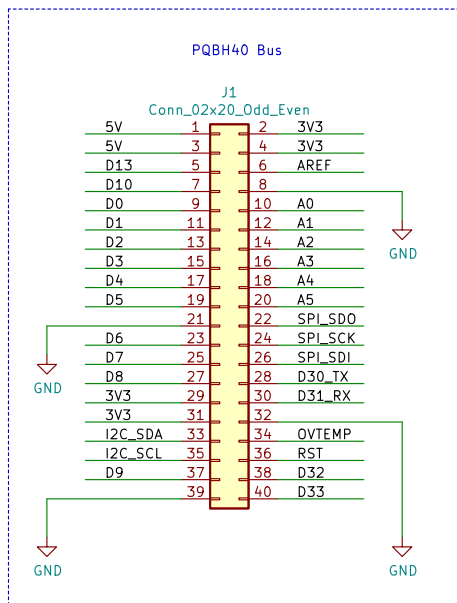 PQBH40 Bus
J1
Conn_02x20_Odd_Even
5V 1 2 3V3
5V 3 4 3V3
D13 5 6 AREF
D10 7 8
D0 9 10 A0
D1 11 12 A1
GND
D2 13 14 A2
D3 15 16 A3
D4 17 18 A4
D5 19 20 A5
21 22 SPI_SDO
D6 23 24 SPI_SCK
D7 25 26 SPI_SDI
GND
D8 27 28 D30_TX
3V3 29 30 D31_RX
3V3 31 32
I2C_SDA 33 34 OVTEMP
I2C_SCL 35 36 RST
D9 37 38 D32
39 40 D33
GND GND